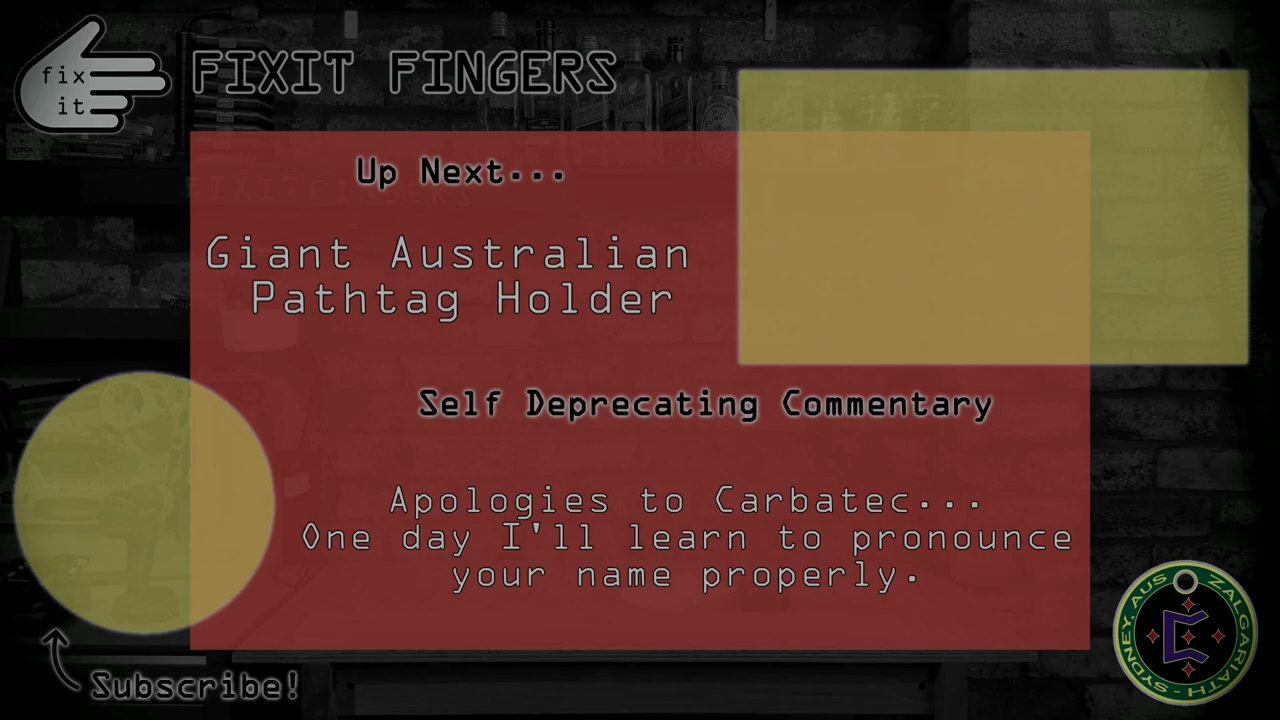 fix
it
FIXIT FINGERS
Up Next...
Giant Australian
Pathtag Holder
Self Deprecating Commentary
Apologies to Carbatec...
One day I'll learn to pronounce
your name properly.
Subscribe!
SYDNEY, AUS ZALGARIATH -